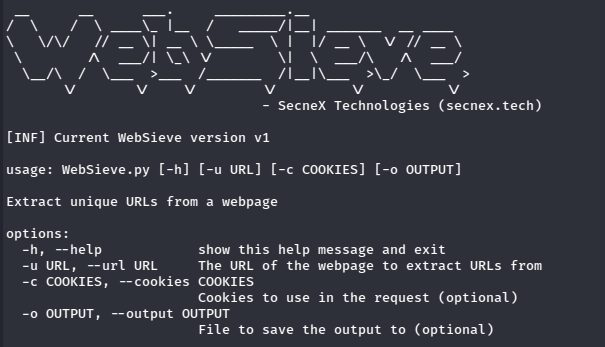 WebSieve
- SecneX Technologies (secnex.tech)
[INF] Current WebSieve version v1
usage: WebSieve.py [-h] [-u URL] [-c COOKIES] [-o OUTPUT]
Extract unique URLs from a webpage
options:
-h, --help show this help message and exit
-u URL, --url URL The URL of the webpage to extract URLs from
-c COOKIES, --cookies COOKIES
Cookies to use in the request (optional)
-o OUTPUT, --output OUTPUT
File to save the output to (optional)